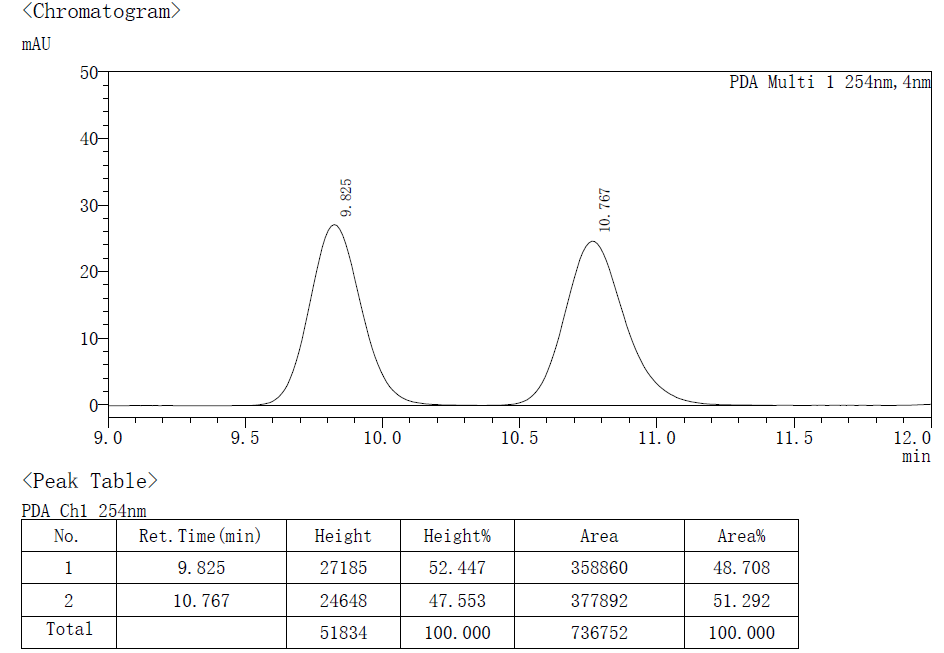 <Chromatogram>
mAU
PDA Multi 1 254nm,4nm
50
40
30
20
10
0
9.825
10.767
9.0 9.5 10.0 10.5 11.0 11.5 12.0
min
<Peak Table>
PDA Ch1 254nm
No. Ret.Time(min) Height Height% Area Area%
1 9.825 27185 52.447 358860 48.708
2 10.767 24648 47.553 377892 51.292
Total 51834 100.000 736752 100.000